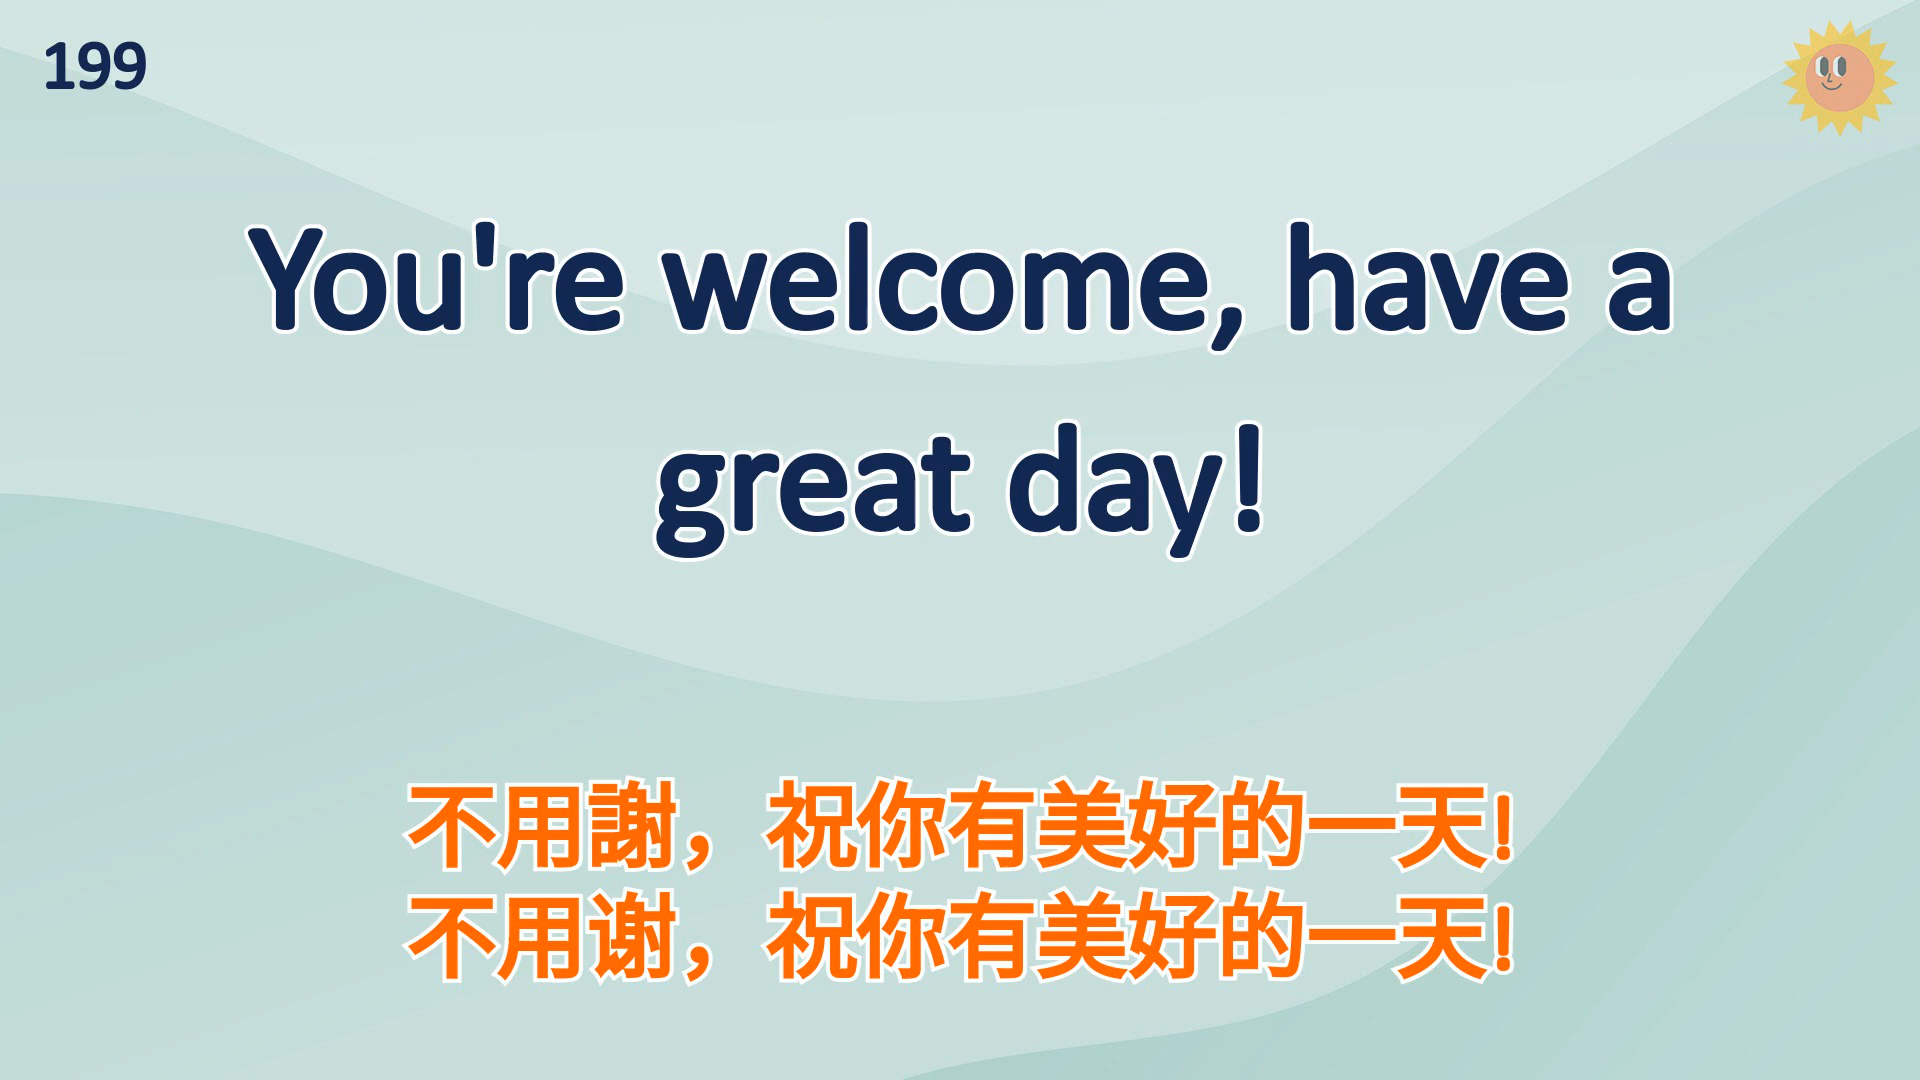 199
You're welcome, have a
great day!
不用謝，祝你有美好的一天!
不用谢，祝你有美好的一天!